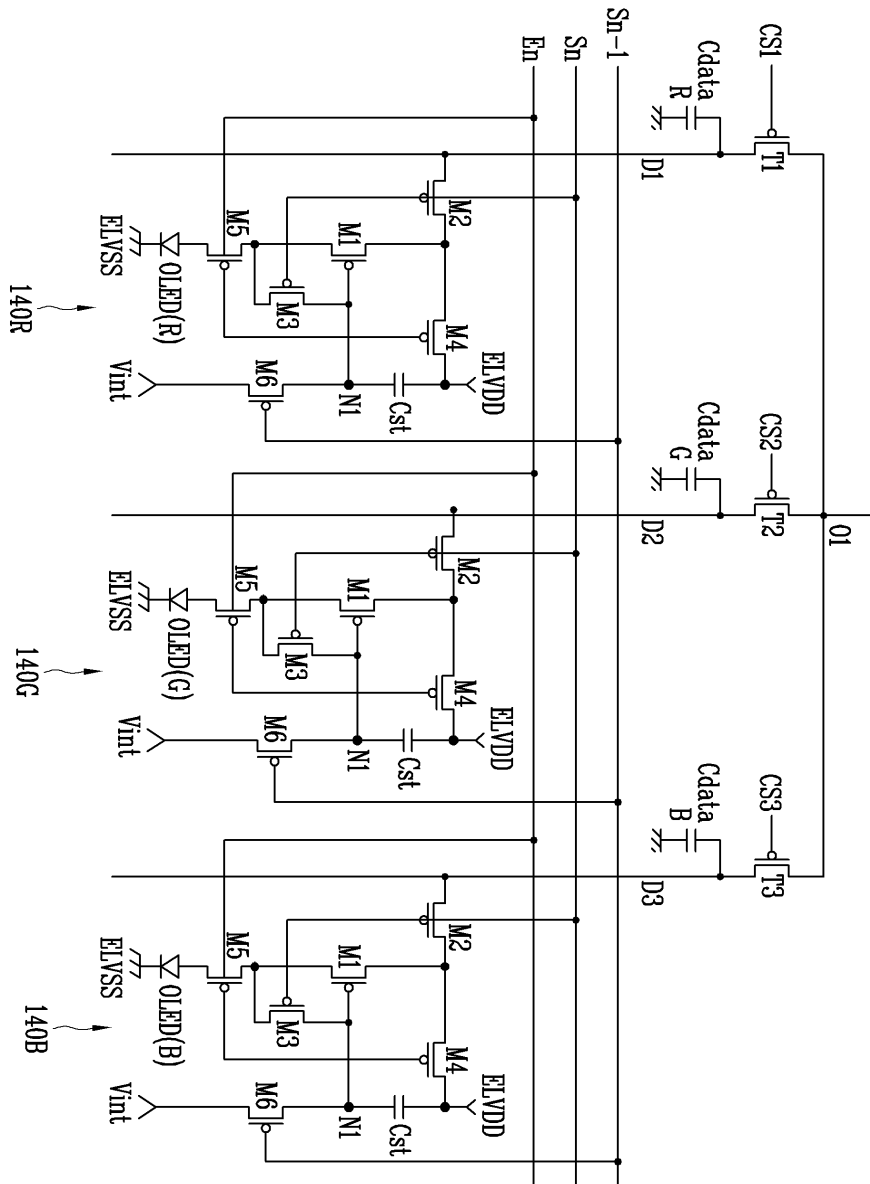 O1
CS1
T1
CS2
T2
CS3
T3
Cdata
R
D1
Cdata
G
D2
Cdata
B
D3
Sn-1
Sn
En
M2
M4
ELVDD
M1
M3
Cst
N1
M5
M6
OLED(R)
ELVSS
Vint
140R
M2
M4
ELVDD
M1
M3
Cst
N1
M5
M6
OLED(G)
ELVSS
Vint
140G
M2
M4
ELVDD
M1
M3
Cst
N1
M5
M6
OLED(B)
ELVSS
Vint
140B